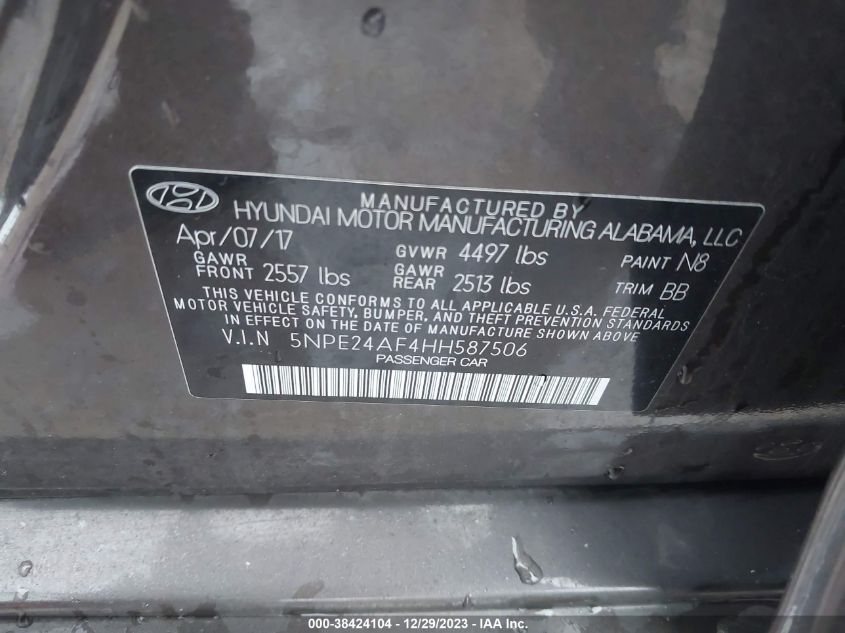 MANUFACTURED BY
HYUNDAI MOTOR MANUFACTURING ALABAMA, LLC
Apr/07/17 GVWR 4497 lbs PAINT N8
GAWR FRONT 2557 lbs GAWR REAR 2513 lbs TRIM BB
THIS VEHICLE CONFORMS TO ALL APPLICABLE U.S.A. FEDERAL
MOTOR VEHICLE SAFETY, BUMPER, AND THEFT PREVENTION STANDARDS
IN EFFECT ON THE DATE OF MANUFACTURE SHOWN ABOVE.
V.I.N 5NPE24AF4HH587506
PASSENGER CAR
000-38424104 - 12/29/2023 - IAA Inc.